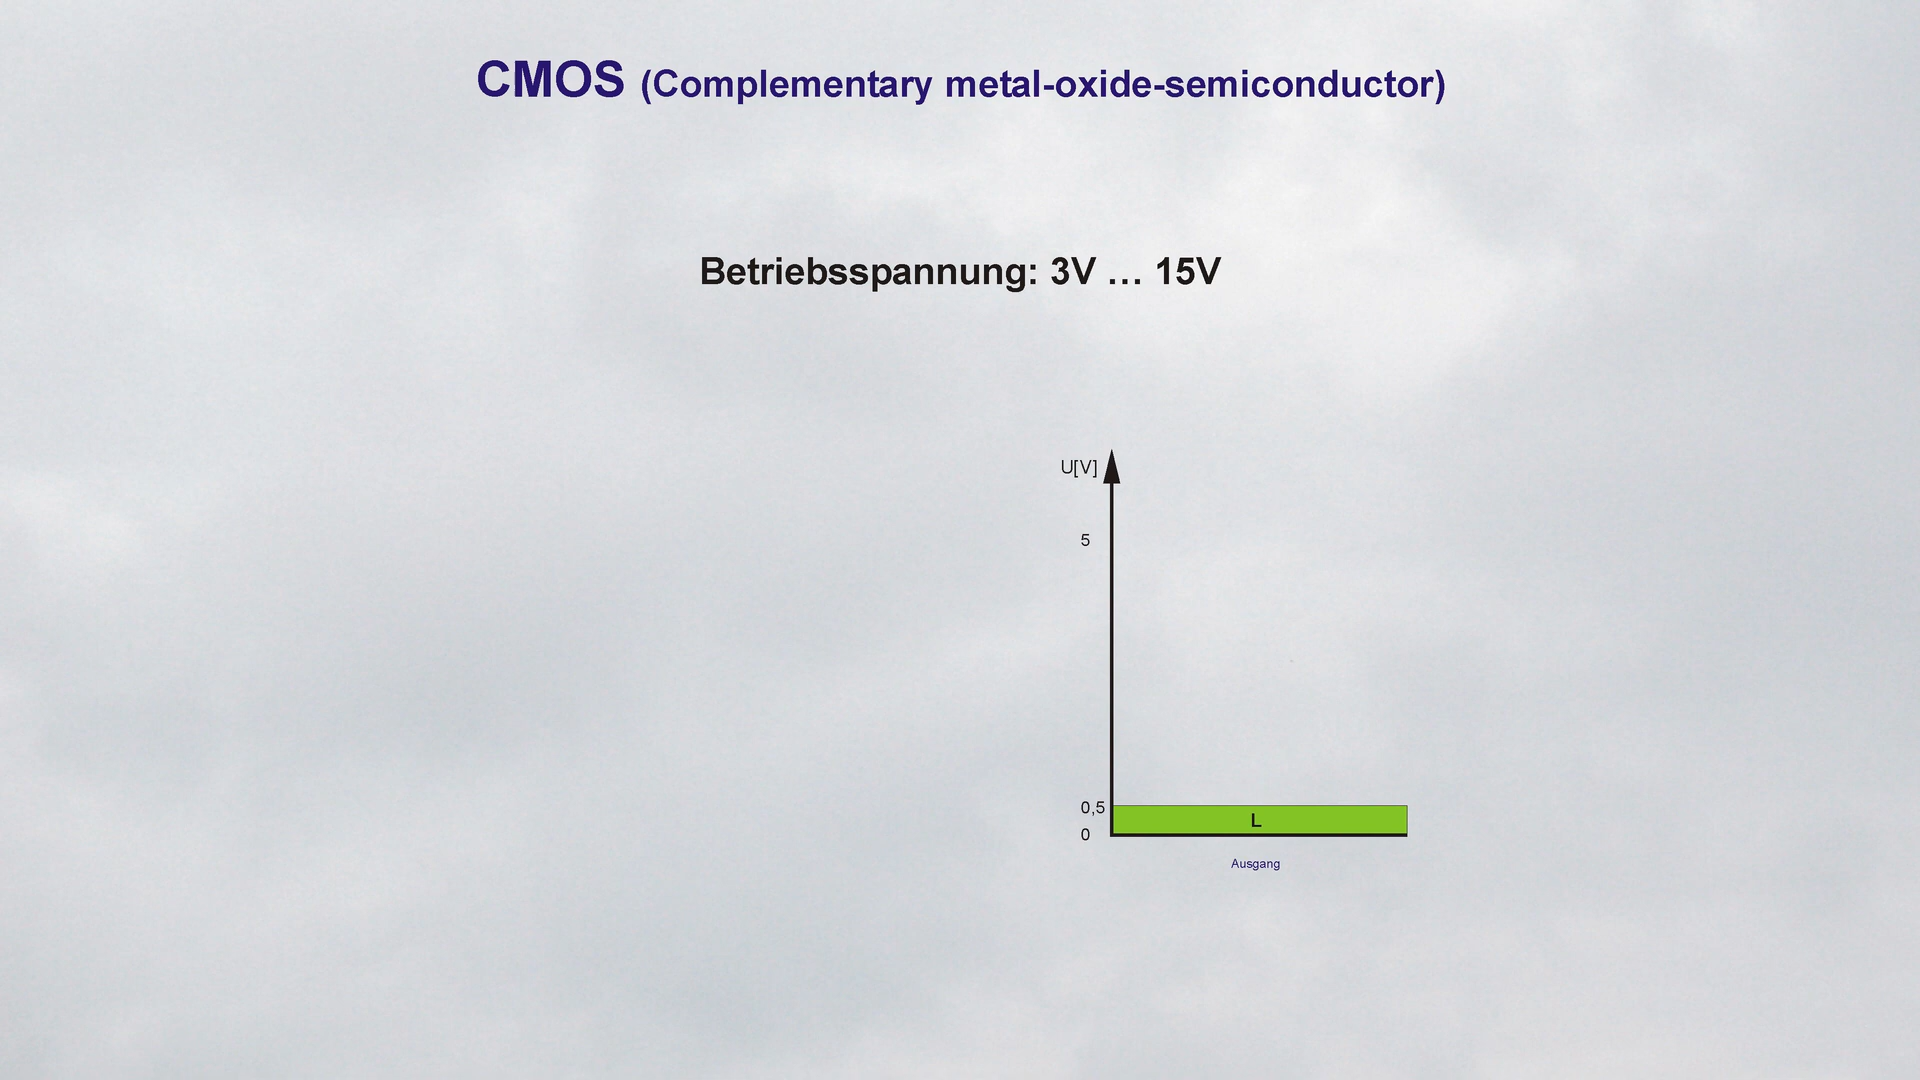 CMOS (Complementary metal-oxide-semiconductor)
Betriebsspannung: 3V … 15V
U[V]
5
0,5
L
0
Ausgang